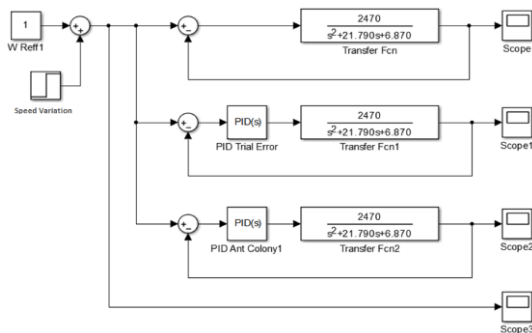 1
W Reff1
Speed Variation
2470
s²+21.790s+6.870
Transfer Fcn
Scope
PID(s)
PID Trial Error
2470
s²+21.790s+6.870
Transfer Fcn1
Scope1
PID(s)
PID Ant Colony1
2470
s²+21.790s+6.870
Transfer Fcn2
Scope2
Scope3